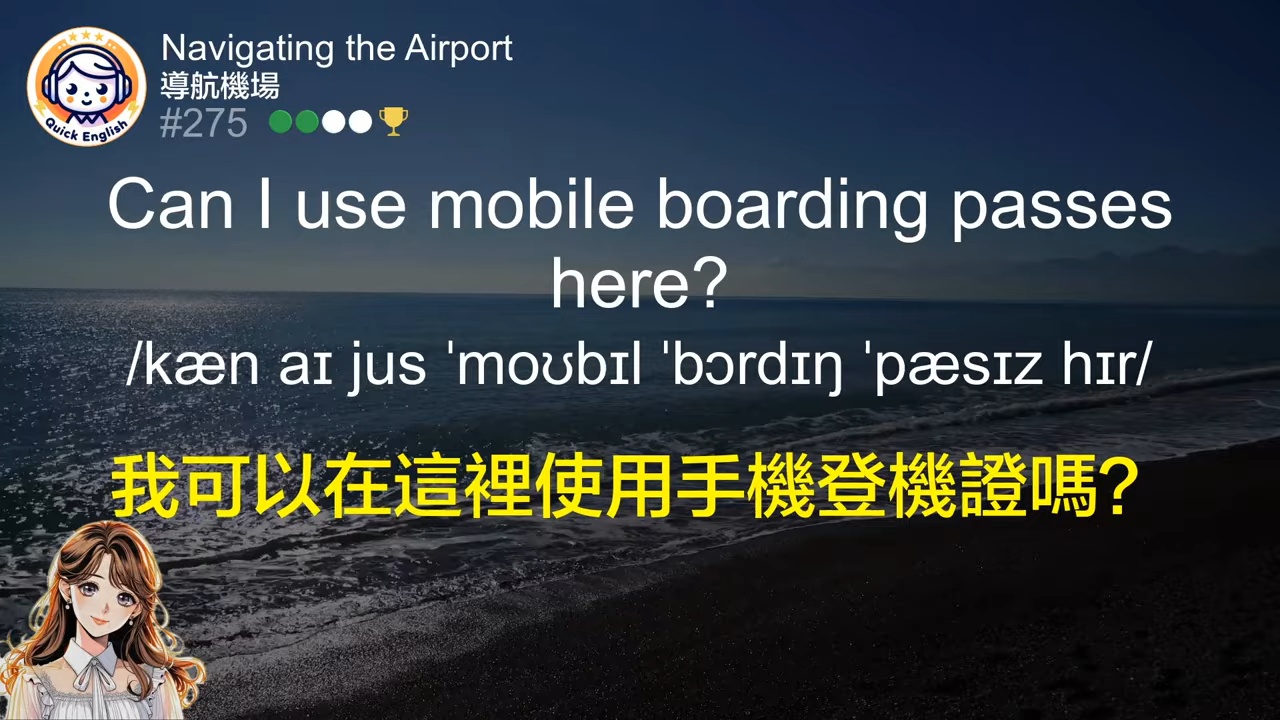 Navigating the Airport
導航機場
#275
Quick English
Can I use mobile boarding passes
here?
/kæn aɪ jus ˈmoʊbɪl ˈbɔrdɪŋ ˈpæsɪz hɪr/
我可以在這裡使用手機登機證嗎?